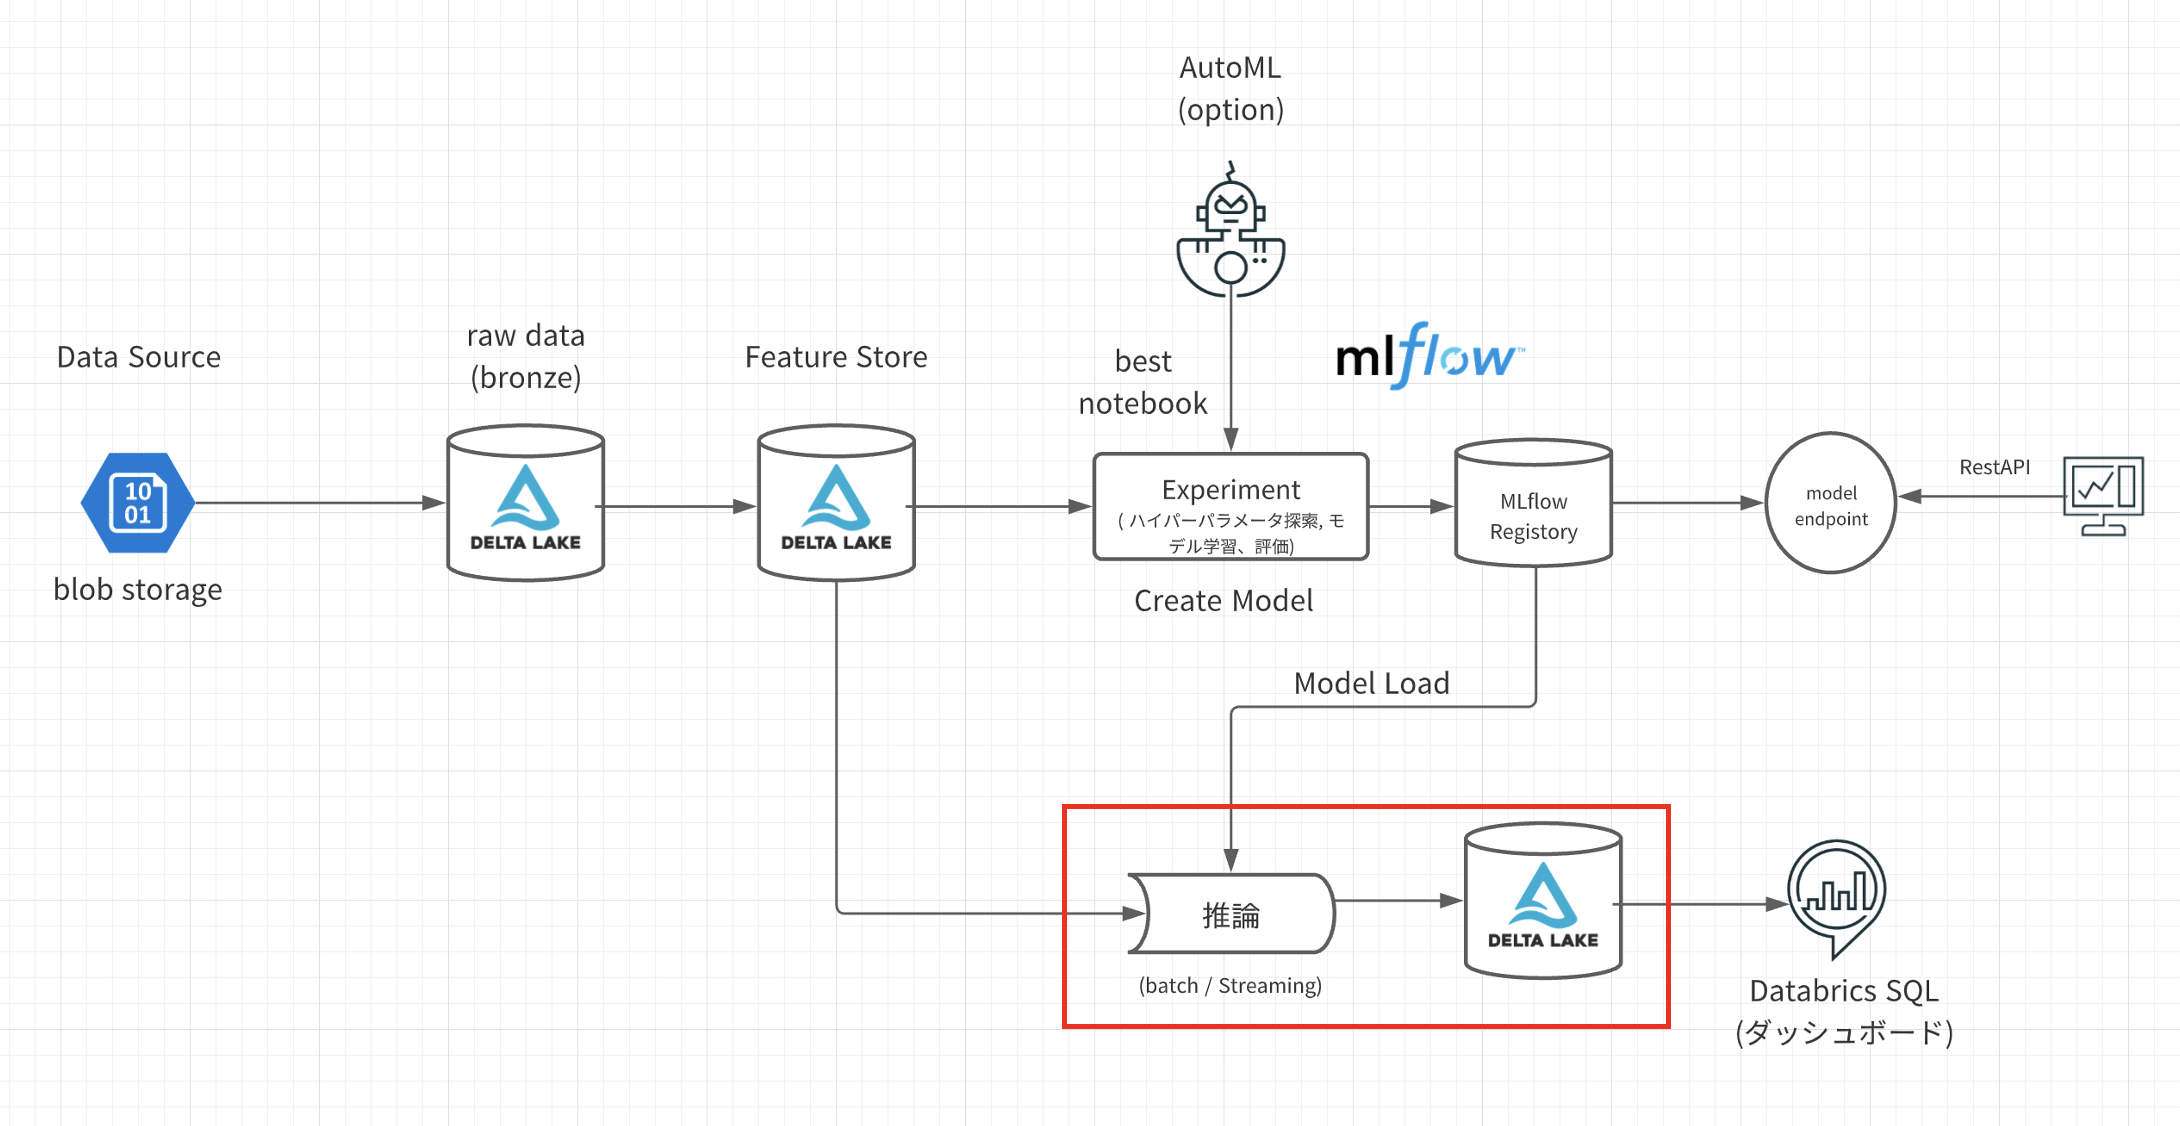 AutoML
(option)
Data Source
raw data
(bronze)
Feature Store
best
notebook
mlflow™
10
01
DELTA LAKE
DELTA LAKE
Experiment
( ハイパーパラメータ探索, モ
デル学習、評価)
MLflow
Registory
model
endpoint
RestAPI
blob storage
Create Model
Model Load
推論
(batch / Streaming)
DELTA LAKE
Databrics SQL
(ダッシュボード)